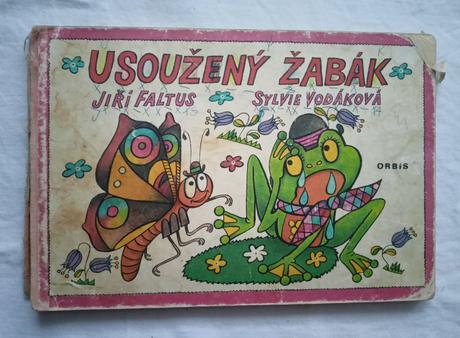 USOUŽENÝ ŽABÁK
JIŘÍ FALTUS SYLVIE VODÁKOVÁ
ORBIS